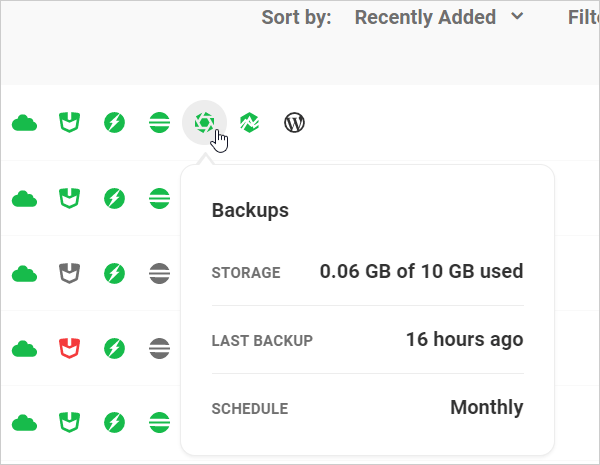 Sort by: Recently Added
Backups
STORAGE 0.06 GB of 10 GB used
LAST BACKUP 16 hours ago
SCHEDULE Monthly